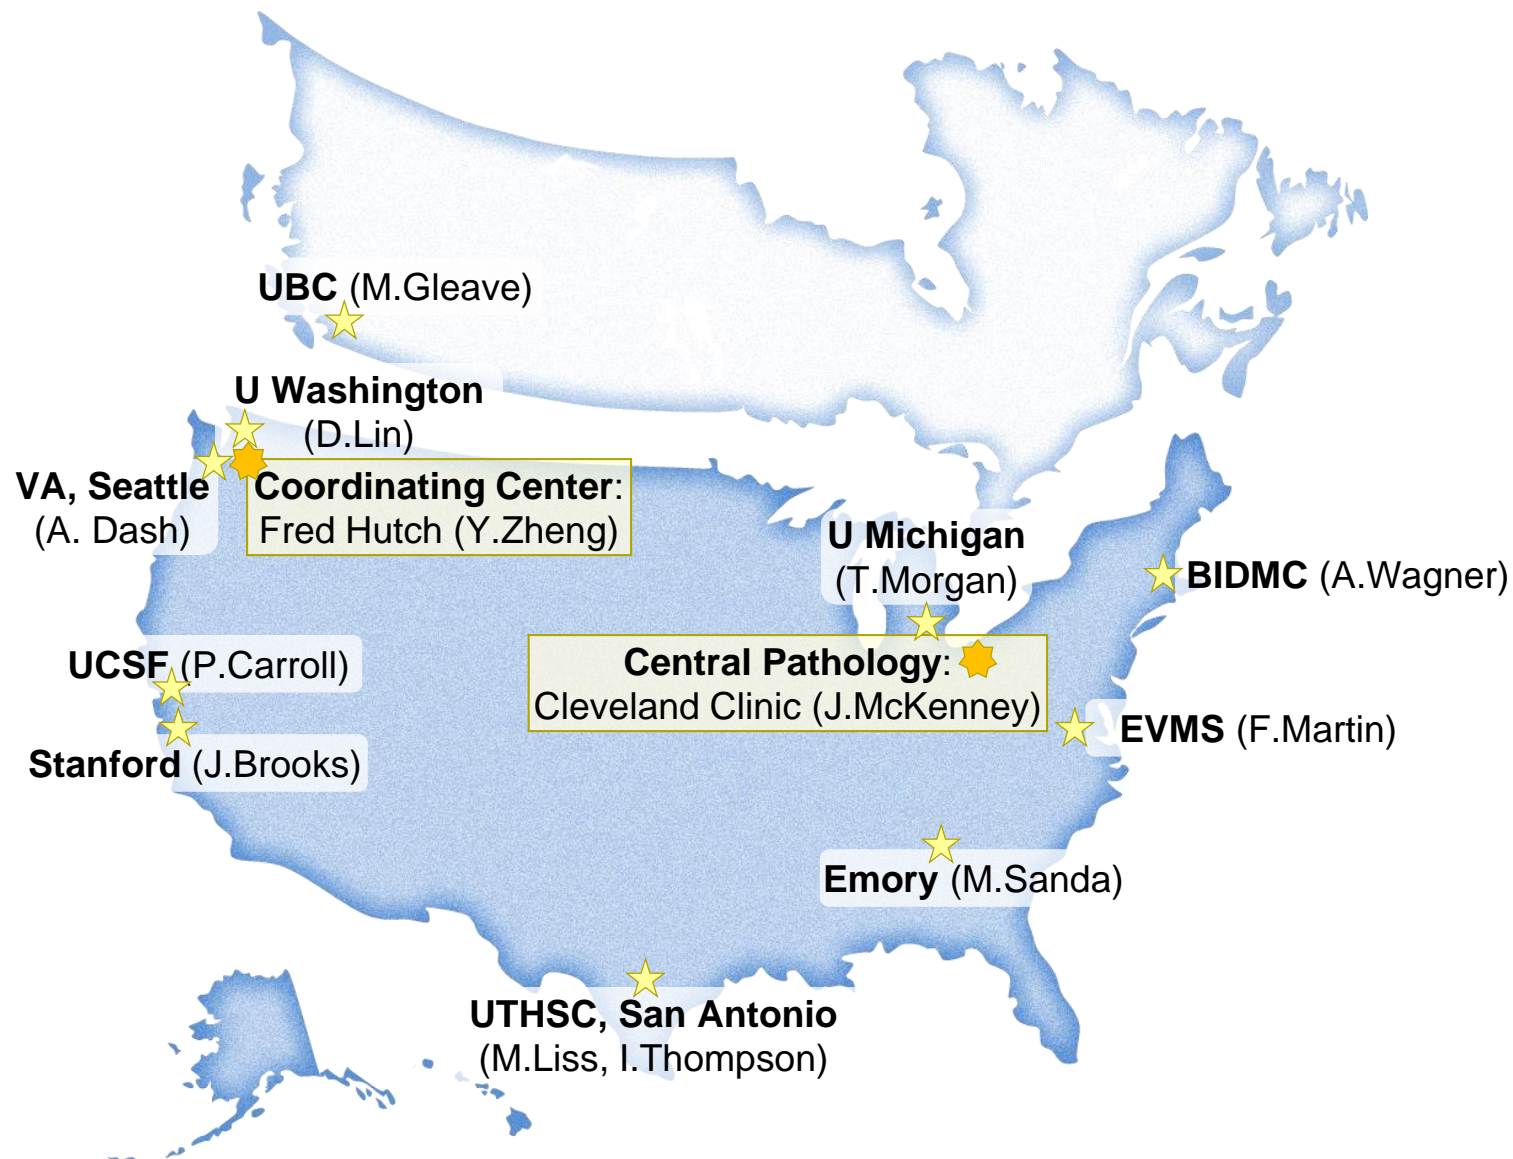 UBC (M.Gleave)
U Washington
(D.Lin)
VA, Seattle
(A. Dash)
Coordinating Center:
Fred Hutch (Y.Zheng)
U Michigan
(T.Morgan)
BIDMC (A.Wagner)
UCSF (P.Carroll)
Central Pathology:
Cleveland Clinic (J.McKenney)
Stanford (J.Brooks)
EVMS (F.Martin)
Emory (M.Sanda)
UTHSC, San Antonio
(M.Liss, I.Thompson)